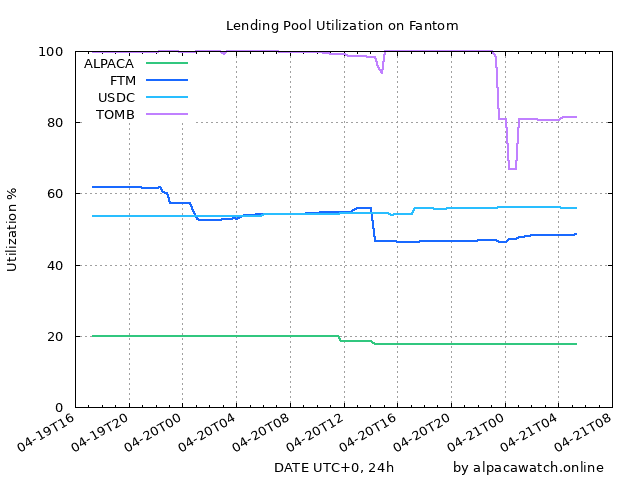 Lending Pool Utilization on Fantom
Utilization %
100
80
60
40
20
0
ALPACA
FTM
USDC
TOMB
04-19T16
04-19T20
04-20T00
04-20T04
04-20T08
04-20T12
04-20T16
04-20T20
04-21T00
04-21T04
04-21T08
DATE UTC+0, 24h
by alpacawatch.online